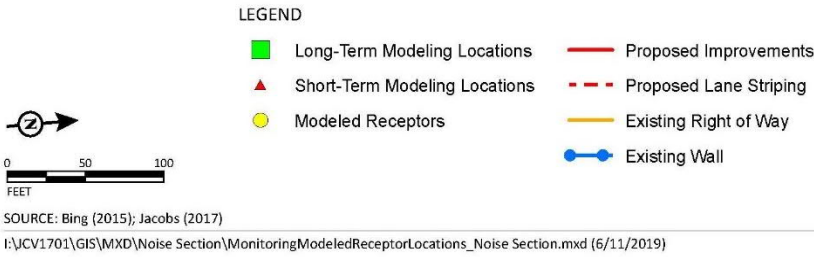 LEGEND
Long-Term Modeling Locations
Short-Term Modeling Locations
Modeled Receptors
Proposed Improvements
Proposed Lane Striping
Existing Right of Way
Existing Wall
N
0 50 100
FEET
SOURCE: Bing (2015); Jacobs (2017)
I:\JCV1701\GIS\MXD\Noise Section\MonitoringModeledReceptorLocations_Noise Section.mxd (6/11/2019)